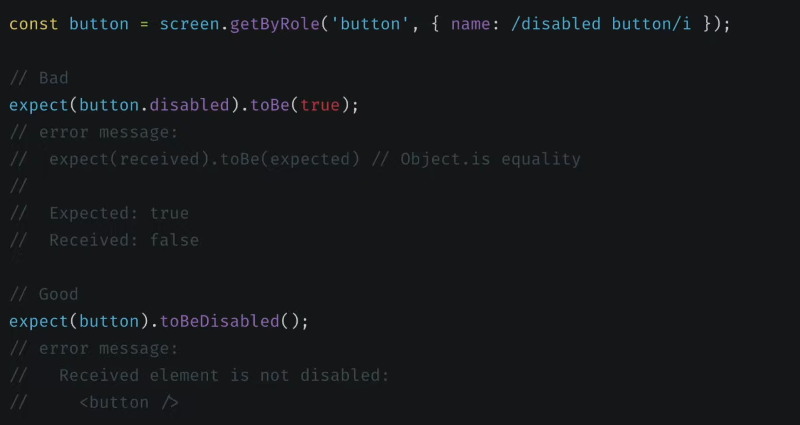 const button = screen.getByRole('button', { name: /disabled button/i });
// Bad
expect(button.disabled).toBe(true);
// error message:
//  expect(received).toBe(expected) // Object.is equality
//
//  Expected: true
//  Received: false
// Good
expect(button).toBeDisabled();
// error message:
//   Received element is not disabled:
//     <button />